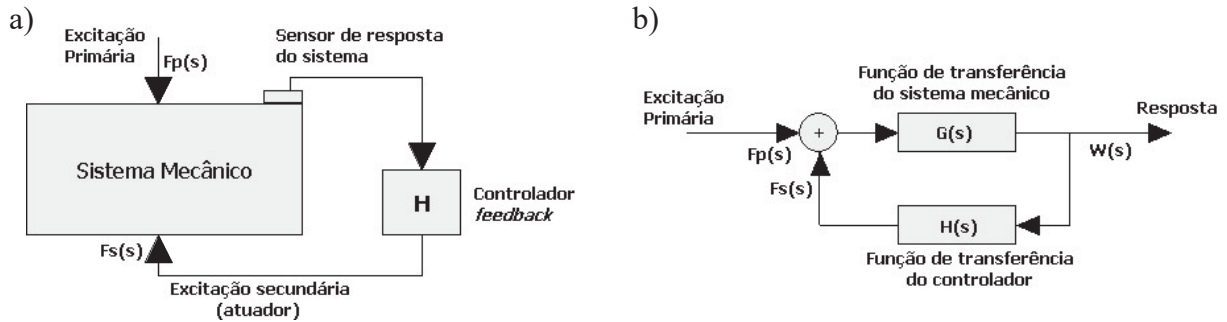 a)
Excitação
Primária
Fp(s)
Sensor de resposta
do sistema
Sistema Mecânico
H
Controlador
feedback
Fs(s)
Excitação secundária
(atuador)
b)
Função de transferência
do sistema mecânico
Excitação
Primária
Resposta
+
G(s)
Fp(s)
W(s)
Fs(s)
H(s)
Função de transferência
do controlador